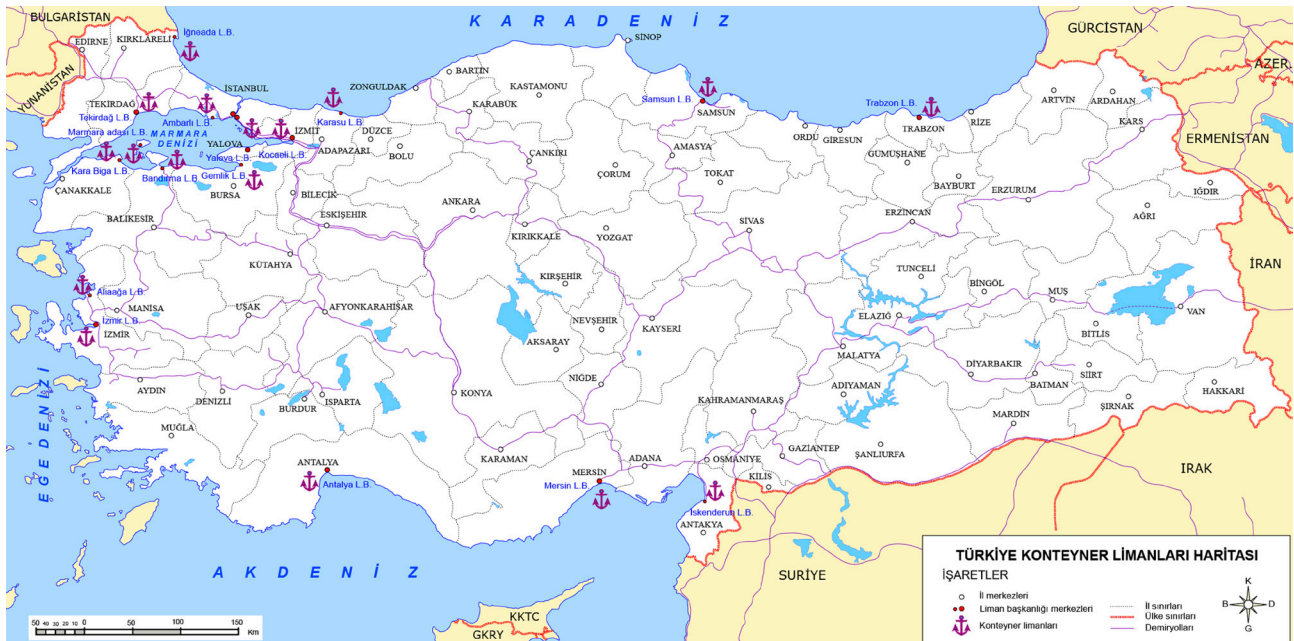 BULGARİSTAN
KARADENİZ
GÜRCİSTAN
İğneada L.B.
SİNOP
EDİRNE
KIRKLARELİ
YUNANİSTAN
AZER.
BARTIN
ZONGULDAK
KASTAMONU
ARTVİN
ARDAHAN
İSTANBUL
KARABÜK
Samsun L.B.
Trabzon L.B.
TEKİRDAĞ
SAMSUN
KARS
Tekirdağ L.B.
Ambarlı L.B.
Karasu L.B.
TRABZON
RİZE
ORDU
GİRESUN
ERMENİSTAN
Marmara adası L.B.
MARMARA
DENİZİ
İZMİT
DÜZCE
ADAPAZARI
BOLU
YALOVA
Kocaeli L.B.
Yalova L.B.
AMASYA
GÜMÜŞHANE
ÇANKIRI
ÇORUM
TOKAT
BAYBURT
Kara Biga L.B.
Bandırma L.B.
Gemlik L.B.
ÇANAKKALE
BURSA
BİLECİK
ERZURUM
IĞDIR
ANKARA
AĞRI
BALIKESİR
ESKİŞEHİR
KIRIKKALE
YOZGAT
SİVAS
ERZİNCAN
KÜTAHYA
İRAN
KIRŞEHİR
TUNCELİ
BİNGÖL
Aliaağa L.B.
MANİSA
UŞAK
AFYONKARAHİSAR
NEVŞEHİR
KAYSERİ
ELAZIĞ
MUŞ
VAN
İzmir L.B.
İZMİR
BİTLİS
AKSARAY
MALATYA
DİYARBAKIR
BATMAN
SİİRT
EGEDENİZİ
AYDIN
DENİZLİ
BURDUR
ISPARTA
KONYA
NİĞDE
ADIYAMAN
HAKKARİ
ŞIRNAK
KAHRAMANMARAŞ
MARDİN
MUĞLA
KARAMAN
GAZİANTEP
ŞANLIURFA
ANTALYA
Antalya L.B.
MERSİN
Mersin L.B.
ADANA
OSMANİYE
KİLİS
IRAK
İskenderun L.B.
ANTAKYA
AKDENİZ
SURİYE
KKTC
GKRY
50 40 30 20 10 0 50 100 150
Km
TÜRKİYE KONTEYNER LİMANLARI HARİTASI
İŞARETLER
İl merkezleri
Liman başkanlığı merkezleri
Konteyner limanları
İl sınırları
Ülke sınırları
Demiryolları
K
B D
G